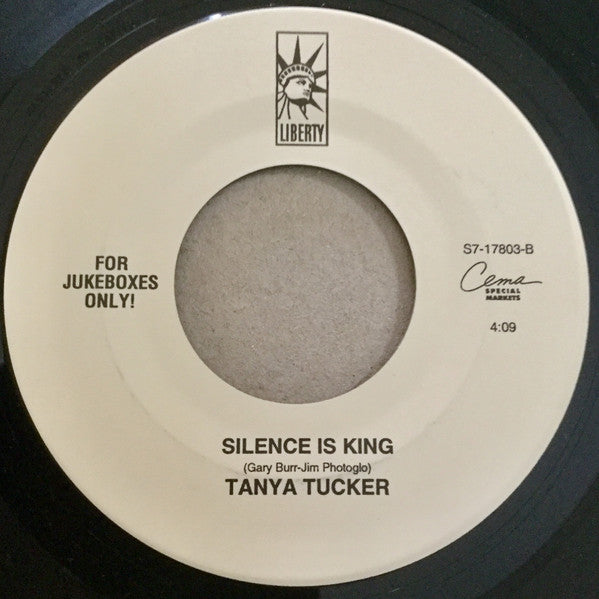 LIBERTY
FOR
JUKEBOXES
ONLY!
S7-17803-B
Cema
SPECIAL
MARKETS
4:09
SILENCE IS KING
(Gary Burr-Jim Photoglo)
TANYA TUCKER